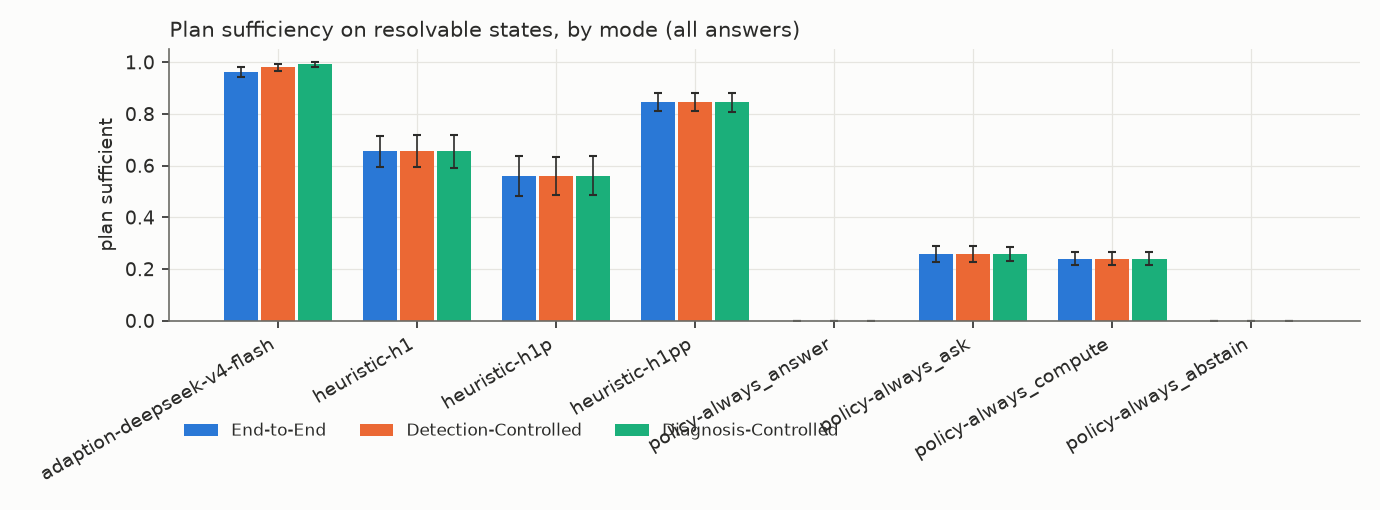 Plan sufficiency on resolvable states, by mode (all answers)
plan sufficient
1.0
0.8
0.6
0.4
0.2
0.0
adaption-deepseek-v4-flash
heuristic-h1
heuristic-h1p
heuristic-h1pp
policy-always_answer
policy-always_ask
policy-always_compute
policy-always_abstain
End-to-End
Detection-Controlled
Diagnosis-Controlled